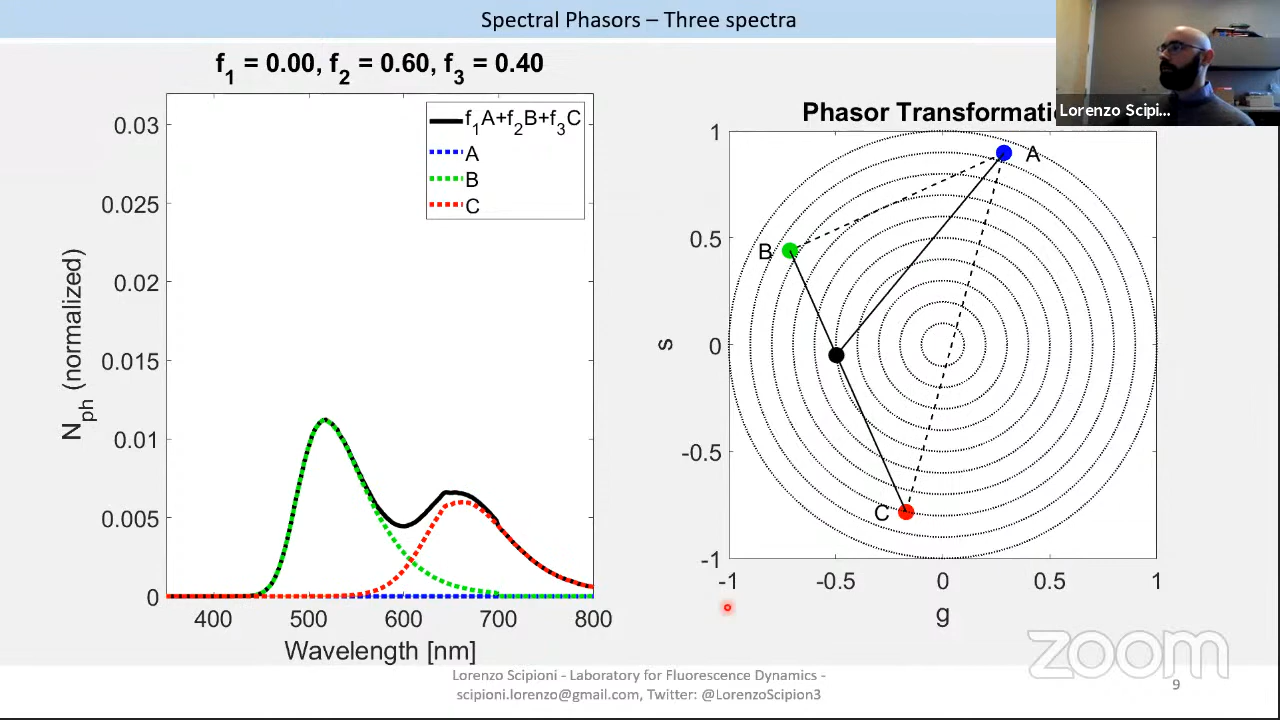 Spectral Phasors – Three spectra
f1 = 0.00, f2 = 0.60, f3 = 0.40
f1A+f2B+f3C
A
B
C
0.03
0.025
0.02
0.015
0.01
0.005
0
Nph (normalized)
400
500
600
700
800
Wavelength [nm]
Phasor Transformati
Lorenzo Scipi...
1
0.5
0
-0.5
-1
s
A
B
C
-1
-0.5
0
0.5
1
g
zoom
Lorenzo Scipioni - Laboratory for Fluorescence Dynamics -
scipioni.lorenzo@gmail.com, Twitter: @LorenzoScipion3
9